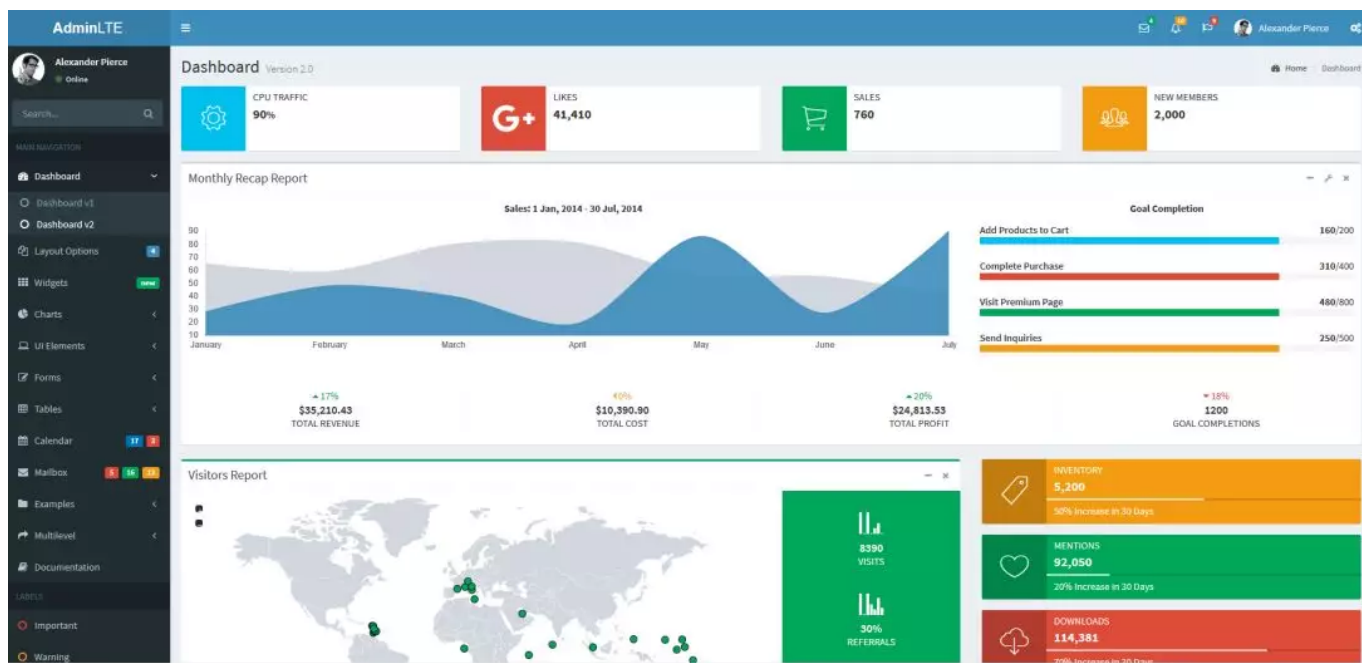 AdminLTE
Alexander Pierce
Alexander Pierce
Online
Search...
MAIN NAVIGATION
Dashboard
Dashboard v1
Dashboard v2
Layout Options 4
Widgets new
Charts
UI Elements
Forms
Tables
Calendar 17 3
Mailbox 5 16 12
Examples
Multilevel
Documentation
LABELS
Important
Warning
Dashboard Version 2.0
Home Dashboard
CPU TRAFFIC
90%
G+
LIKES
41,410
SALES
760
NEW MEMBERS
2,000
Monthly Recap Report
Sales: 1 Jan, 2014 - 30 Jul, 2014
90
80
70
60
50
40
30
20
10
January February March April May June July
Goal Completion
Add Products to Cart 160/200
Complete Purchase 310/400
Visit Premium Page 480/800
Send Inquiries 250/500
17%
$35,210.43
TOTAL REVENUE
0%
$10,390.90
TOTAL COST
20%
$24,813.53
TOTAL PROFIT
18%
1200
GOAL COMPLETIONS
Visitors Report
8390
VISITS
30%
REFERRALS
INVENTORY
5,200
50% Increase in 30 Days
MENTIONS
92,050
20% Increase in 30 Days
DOWNLOADS
114,381
70% Increase in 30 Days